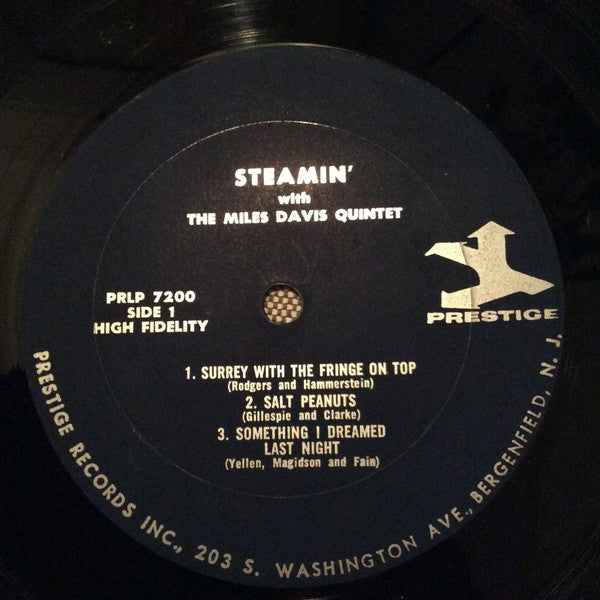 STEAMIN'
with
THE MILES DAVIS QUINTET
PRLP 7200
SIDE 1
HIGH FIDELITY
PRESTIGE
1. SURREY WITH THE FRINGE ON TOP
(Rodgers and Hammerstein)
2. SALT PEANUTS
(Gillespie and Clarke)
3. SOMETHING I DREAMED
LAST NIGHT
(Yellen, Magidson and Fain)
PRESTIGE RECORDS INC., 203 S. WASHINGTON AVE., BERGENFIELD, N. J.